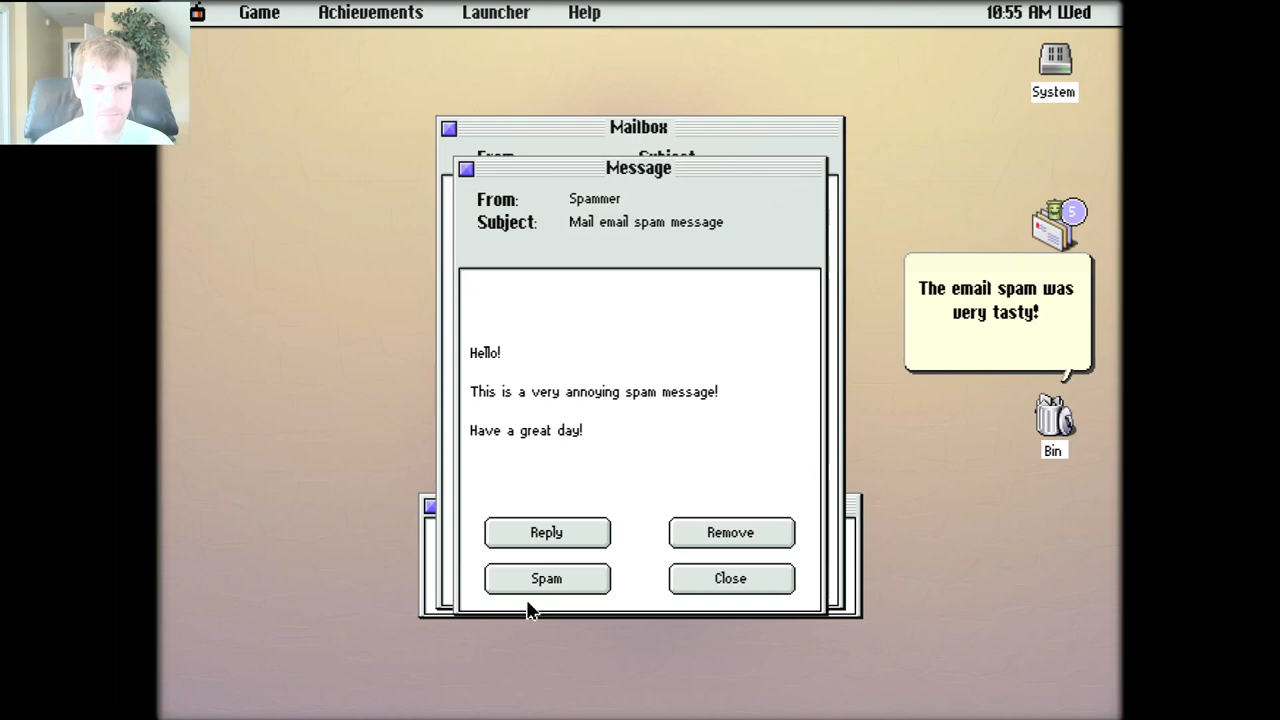 Game Achievements Launcher Help 10:55 AM Wed
System
Mailbox
Message
From: Spammer
Subject: Mail email spam message
5
The email spam was
very tasty!
Hello!
This is a very annoying spam message!
Have a great day!
Bin
Reply Remove
Spam Close